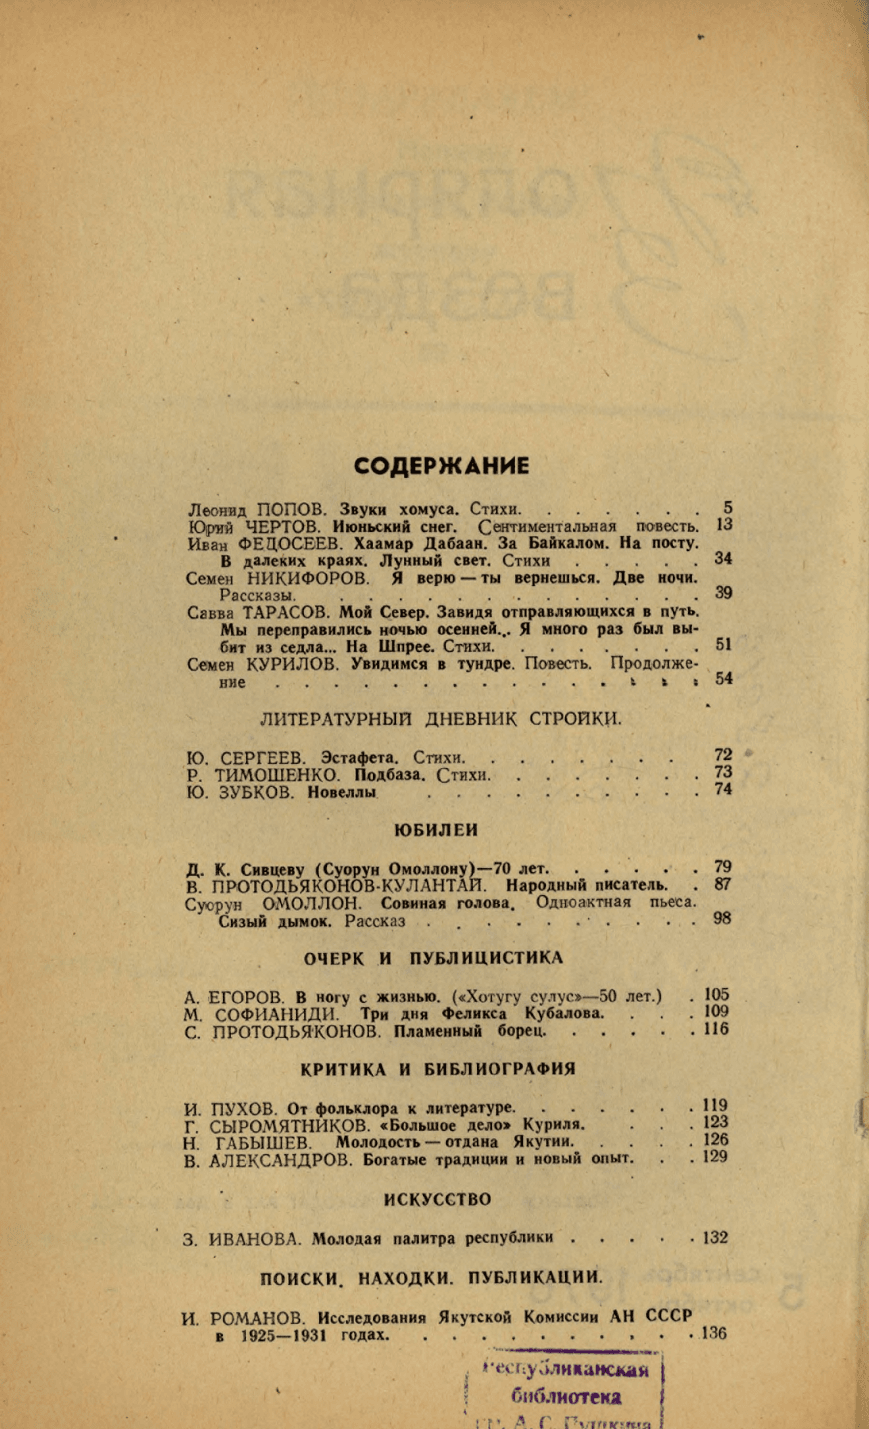 СОДЕРЖАНИЕ
Леонид ПОПОВ. Звуки хомуса. Стихи. . . . . . . 5
Юрий ЧЕРТОВ. Июньский снег. Сентиментальная повесть. 13
Иван ФЕДОСЕЕВ. Хаамар Дабаан. За Байкалом. На посту.
В далеких краях. Лунный свет. Стихи . . . . . 34
Семен НИКИФОРОВ. Я верю — ты вернешься. Две ночи.
Рассказы. . . . . . . . . . . . . . 39
Савва ТАРАСОВ. Мой Север. Завидя отправляющихся в путь.
Мы переправились ночью осенней... Я много раз был вы-
бит из седла... На Шпрее. Стихи. . . . . . . . 51
Семен КУРИЛОВ. Увидимся в тундре. Повесть. Продолже-
ние . . . . . . . . . . . . . . . 54
ЛИТЕРАТУРНЫЙ ДНЕВНИК СТРОЙКИ.
Ю. СЕРГЕЕВ. Эстафета. Стихи. . . . . . . . 72
Р. ТИМОШЕНКО. Подбаза. Стихи. . . . . . . . 73
Ю. ЗУБКОВ. Новеллы . . . . . . . . . . 74
ЮБИЛЕИ
Д. К. Сивцеву (Суорун Омоллону)—70 лет. . . . . . 79
В. ПРОТОДЬЯКОНОВ-КУЛАНТАЙ. Народный писатель. . 87
Суорун ОМОЛЛОН. Совиная голова. Одноактная пьеса.
Сизый дымок. Рассказ . . . . . . . . . . 98
ОЧЕРК И ПУБЛИЦИСТИКА
А. ЕГОРОВ. В ногу с жизнью. («Хотугу сулус»—50 лет.) . 105
М. СОФИАНИДИ. Три дня Феликса Кубалова. . . . 109
С. ПРОТОДЬЯКОНОВ. Пламенный борец. . . . . . 116
КРИТИКА И БИБЛИОГРАФИЯ
И. ПУХОВ. От фольклора к литературе. . . . . . . 119
Г. СЫРОМЯТНИКОВ. «Большое дело» Куриля. . . . 123
Н. ГАБЫШЕВ. Молодость — отдана Якутии. . . . . 126
В. АЛЕКСАНДРОВ. Богатые традиции и новый опыт. . . 129
ИСКУССТВО
З. ИВАНОВА. Молодая палитра республики . . . . . 132
ПОИСКИ. НАХОДКИ. ПУБЛИКАЦИИ.
И. РОМАНОВ. Исследования Якутской Комиссии АН СССР
в 1925—1931 годах. . . . . . . . . . . 136
Республиканская
библиотека
А. С. Пушкина